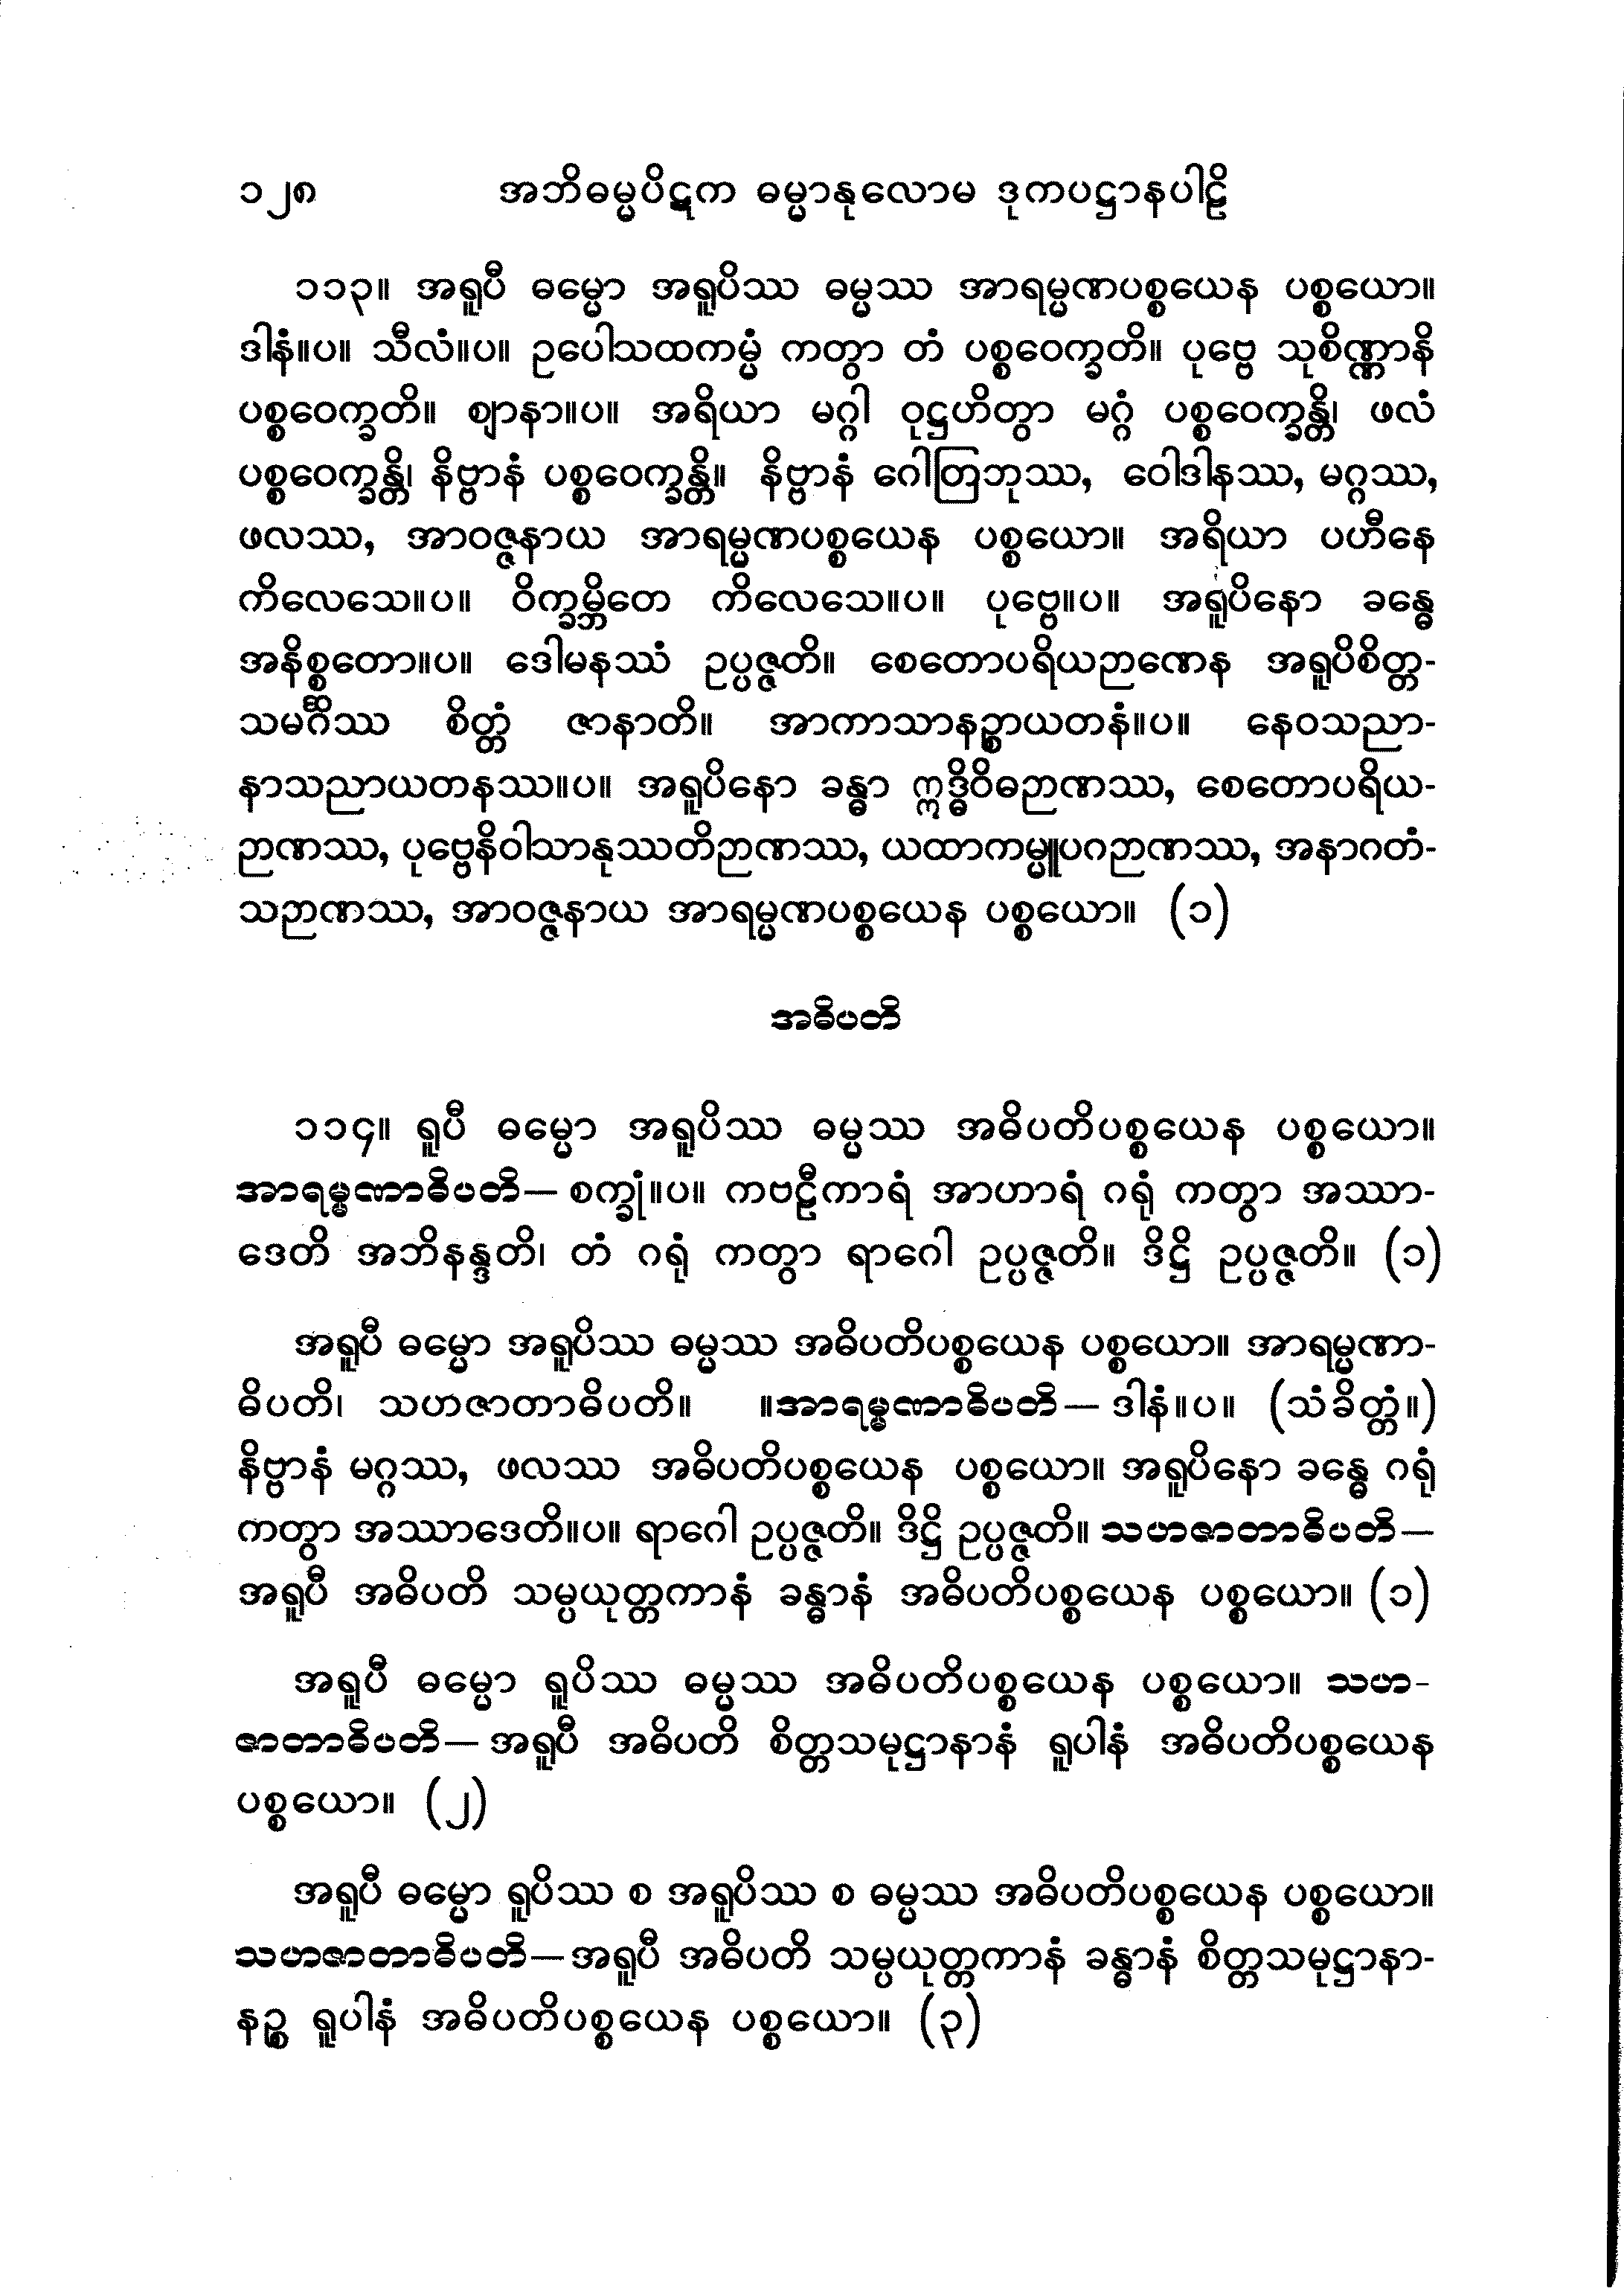 ၁၂၈ အဘိဓမ္မပိဋက ဓမ္မာနုလောမ ဒုကပဋ္ဌာနပါဠိ
၁၁၃။ အရူပီ ဓမ္မော အရူပိဿ ဓမ္မဿ အာရမ္မဏပစ္စယေန ပစ္စယော။
ဒါနံ။ပ။ သီလံ။ပ။ ဥပေါသထကမ္မံ ကတွာ တံ ပစ္စဝေက္ခတိ။ ပုဗ္ဗေ သုစိဏ္ဏာနိ
ပစ္စဝေက္ခတိ။ ဈာနာ။ပ။ အရိယာ မဂ္ဂါ ဝုဋ္ဌဟိတွာ မဂ္ဂံ ပစ္စဝေက္ခန္တိ၊ ဖလံ
ပစ္စဝေက္ခန္တိ၊ နိဗ္ဗာနံ ပစ္စဝေက္ခန္တိ။ နိဗ္ဗာနံ ဂေါတြဘုဿ, ဝေါဒါနဿ, မဂ္ဂဿ,
ဖလဿ, အာဝဇ္ဇနာယ အာရမ္မဏပစ္စယေန ပစ္စယော။ အရိယာ ပဟီနေ
ကိလေသေ။ပ။ ဝိက္ခမ္ဘိတေ ကိလေသေ။ပ။ ပုဗ္ဗေ။ပ။ အရူပိနော ခန္ဓေ
အနိစ္စတော။ပ။ ဒေါမနဿံ ဥပ္ပဇ္ဇတိ။ စေတောပရိယဉာဏေန အရူပိစိတ္တ-
သမင်္ဂိဿ စိတ္တံ ဇာနာတိ။ အာကာသာနဉ္စာယတနံ။ပ။ နေဝသညာ-
နာသညာယတနဿ။ပ။ အရူပိနော ခန္ဓာ ဣဒ္ဓိဝိဓဉာဏဿ, စေတောပရိယ-
ဉာဏဿ, ပုဗ္ဗေနိဝါသာနုဿတိဉာဏဿ, ယထာကမ္မူပဂဉာဏဿ, အနာဂတံ-
သဉာဏဿ, အာဝဇ္ဇနာယ အာရမ္မဏပစ္စယေန ပစ္စယော။ (၁)
အဓိပတိ
၁၁၄။ ရူပီ ဓမ္မော အရူပိဿ ဓမ္မဿ အဓိပတိပစ္စယေန ပစ္စယော။
အာရမ္မဏာဓိပတိ— စက္ခုံ။ပ။ ကဗဠီကာရံ အာဟာရံ ဂရုံ ကတွာ အဿာ-
ဒေတိ အဘိနန္ဒတိ၊ တံ ဂရုံ ကတွာ ရာဂေါ ဥပ္ပဇ္ဇတိ။ ဒိဋ္ဌိ ဥပ္ပဇ္ဇတိ။ (၁)
အရူပီ ဓမ္မော အရူပိဿ ဓမ္မဿ အဓိပတိပစ္စယေန ပစ္စယော။ အာရမ္မဏာ-
ဓိပတိ၊ သဟဇာတာဓိပတိ။ ။အာရမ္မဏာဓိပတိ— ဒါနံ။ပ။ (သံခိတ္တံ။)
နိဗ္ဗာနံ မဂ္ဂဿ, ဖလဿ အဓိပတိပစ္စယေန ပစ္စယော။ အရူပိနော ခန္ဓေ ဂရုံ
ကတွာ အဿာဒေတိ။ပ။ ရာဂေါ ဥပ္ပဇ္ဇတိ။ ဒိဋ္ဌိ ဥပ္ပဇ္ဇတိ။ သဟဇာတာဓိပတိ—
အရူပီ အဓိပတိ သမ္ပယုတ္တကာနံ ခန္ဓာနံ အဓိပတိပစ္စယေန ပစ္စယော။ (၁)
အရူပီ ဓမ္မော ရူပိဿ ဓမ္မဿ အဓိပတိပစ္စယေန ပစ္စယော။ သဟ-
ဇာတာဓိပတိ— အရူပီ အဓိပတိ စိတ္တသမုဋ္ဌာနာနံ ရူပါနံ အဓိပတိပစ္စယေန
ပစ္စယော။ (၂)
အရူပီ ဓမ္မော ရူပိဿ စ အရူပိဿ စ ဓမ္မဿ အဓိပတိပစ္စယေန ပစ္စယော။
သဟဇာတာဓိပတိ—အရူပီ အဓိပတိ သမ္ပယုတ္တကာနံ ခန္ဓာနံ စိတ္တသမုဋ္ဌာနာ-
နဉ္စ ရူပါနံ အဓိပတိပစ္စယေန ပစ္စယော။ (၃)